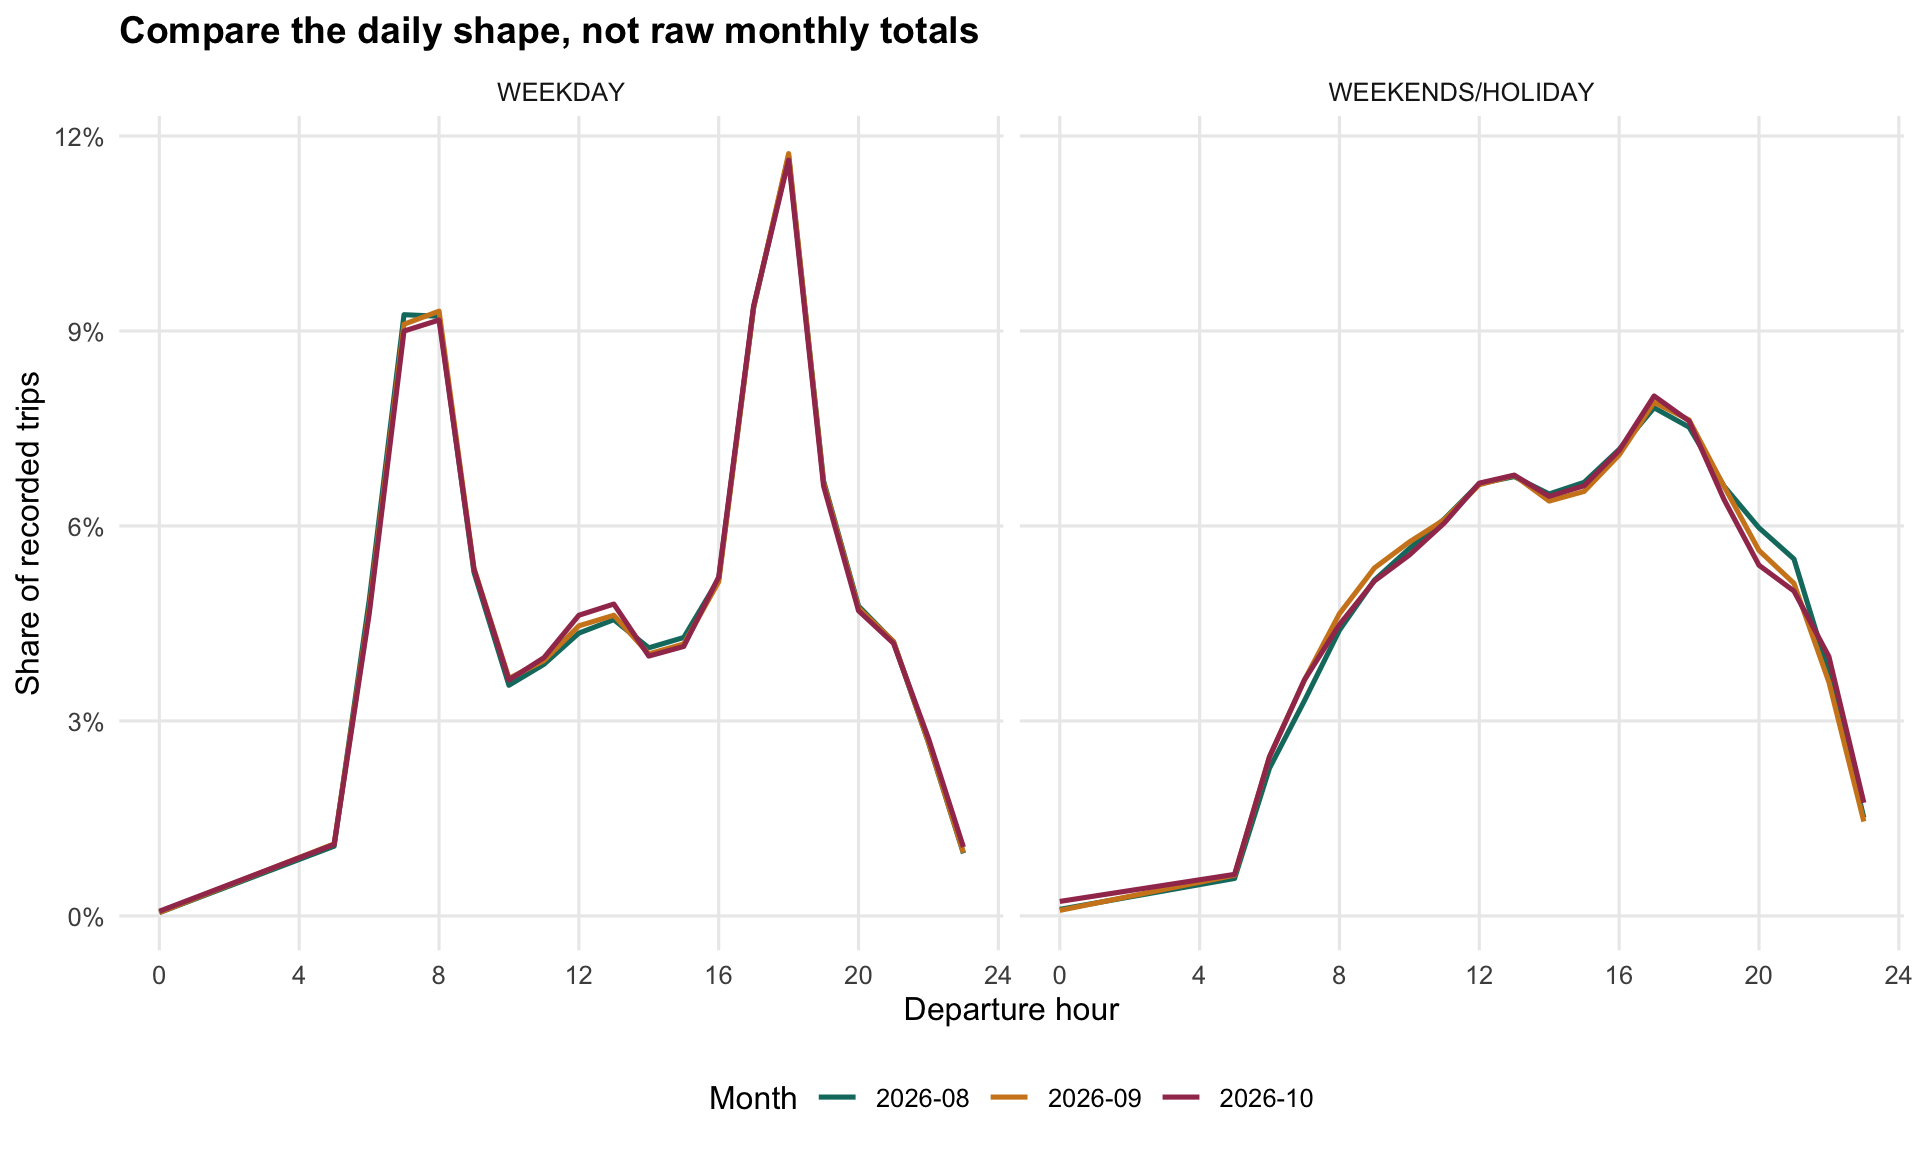 Compare the daily shape, not raw monthly totals
WEEKDAY
WEEKENDS/HOLIDAY
12%
9%
6%
3%
0%
Share of recorded trips
0 4 8 12 16 20 24
0 4 8 12 16 20 24
Departure hour
Month 2026-08 2026-09 2026-10